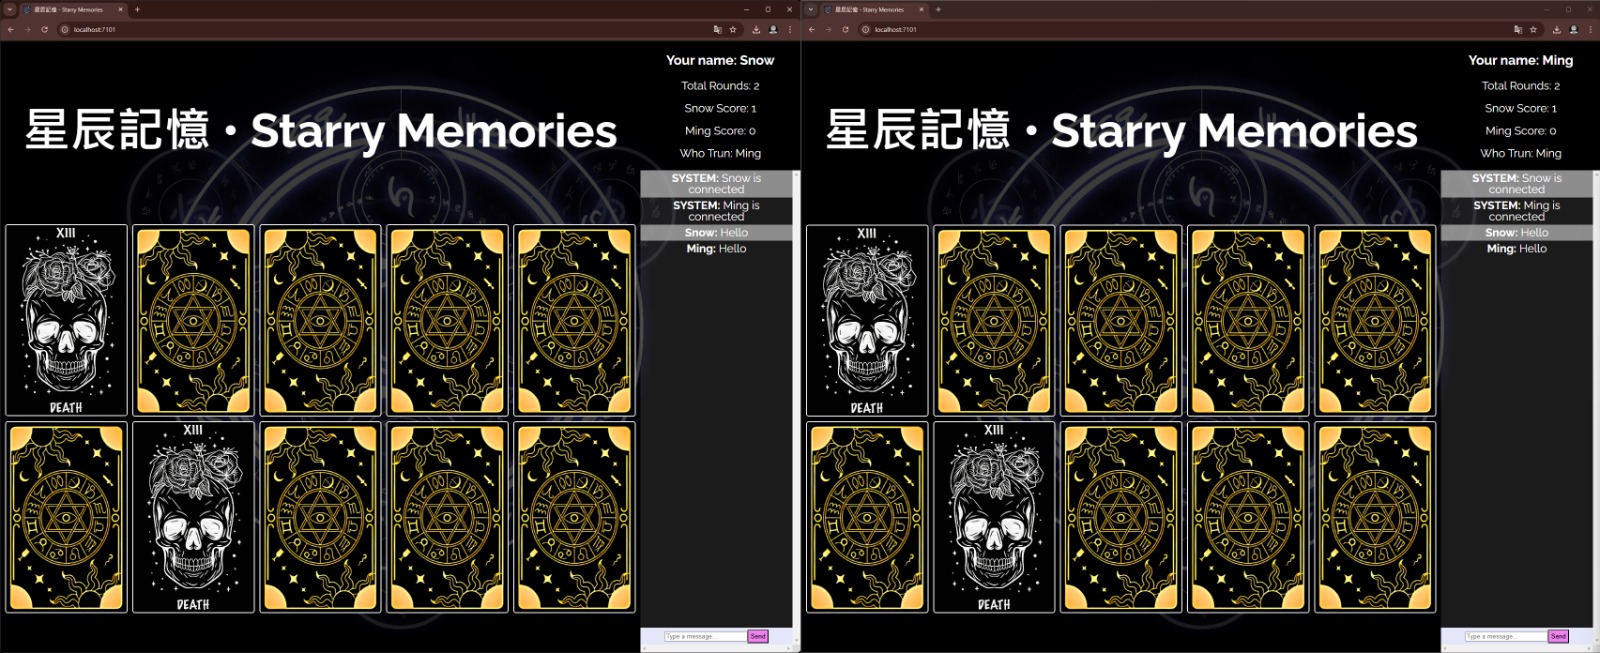 星辰記憶 - Starry Memories
localhost:7101
Your name: Snow
Total Rounds: 2
Snow Score: 1
Ming Score: 0
Who Trun: Ming
星辰記憶 • Starry Memories
SYSTEM: Snow is
connected
SYSTEM: Ming is
connected
Snow: Hello
Ming: Hello
XIII
DEATH
XIII
DEATH
Type a message...
Send
星辰記憶 - Starry Memories
localhost:7101
Your name: Ming
Total Rounds: 2
Snow Score: 1
Ming Score: 0
Who Trun: Ming
星辰記憶 • Starry Memories
SYSTEM: Snow is
connected
SYSTEM: Ming is
connected
Snow: Hello
Ming: Hello
XIII
DEATH
XIII
DEATH
Type a message...
Send